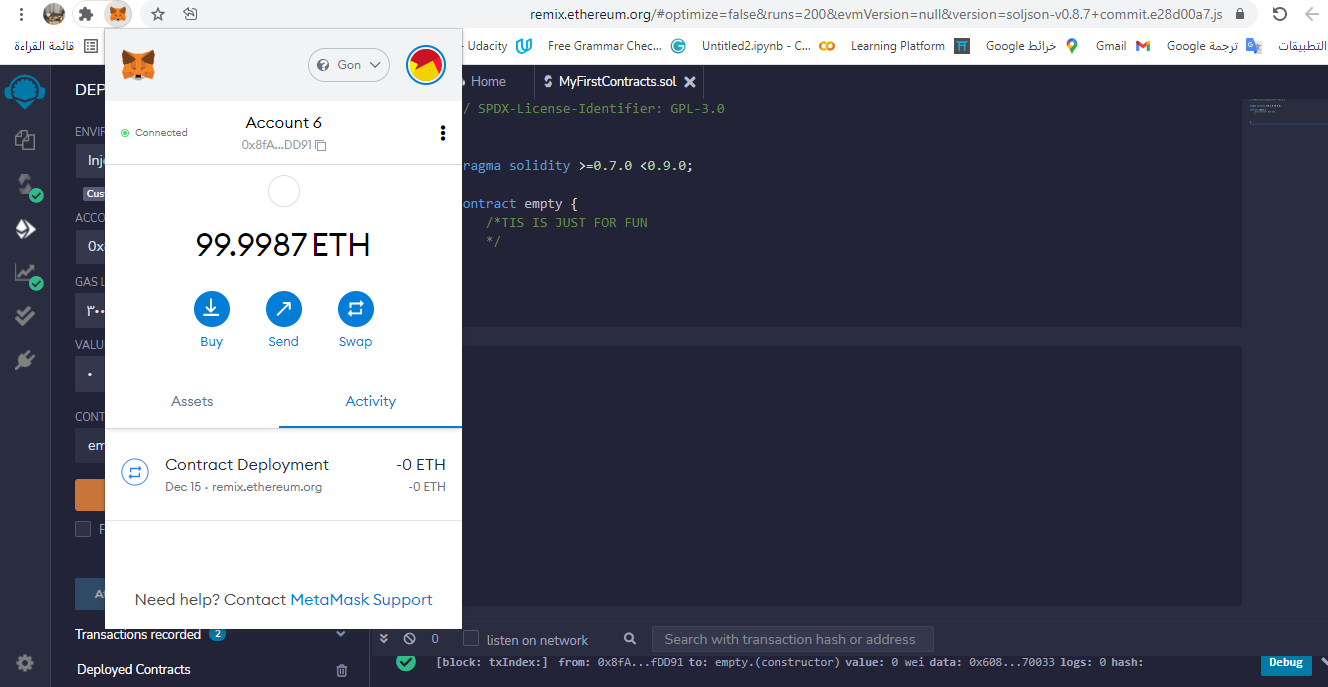 remix.ethereum.org/#optimize=false&runs=200&evmVersion=null&version=soljson-v0.8.7+commit.e28d00a7.js
قائمة القراءة
Udacity
Free Grammar Chec...
Untitled2.ipynb - C...
Learning Platform
خرائط Google
Gmail
ترجمة Google
التطبيقات
Gon
Connected
Account 6
0x8fA...DD91
99.9987 ETH
Buy
Send
Swap
Assets
Activity
Contract Deployment
-0 ETH
Dec 15 · remix.ethereum.org
-0 ETH
Need help? Contact MetaMask Support
DEP
ENVIR
Inj
Cus
ACCO
0x
GAS L
٣٠٠
VALU
٠
CONT
em
P
At
Transactions recorded 2
Deployed Contracts
Home
MyFirstContracts.sol
/ SPDX-License-Identifier: GPL-3.0
ragma solidity >=0.7.0 <0.9.0;
ontract empty {
/*TIS IS JUST FOR FUN
*/
0
listen on network
Search with transaction hash or address
[block: txIndex:] from: 0x8fA...fDD91 to: empty.(constructor) value: 0 wei data: 0x608...70033 logs: 0 hash:
Debug